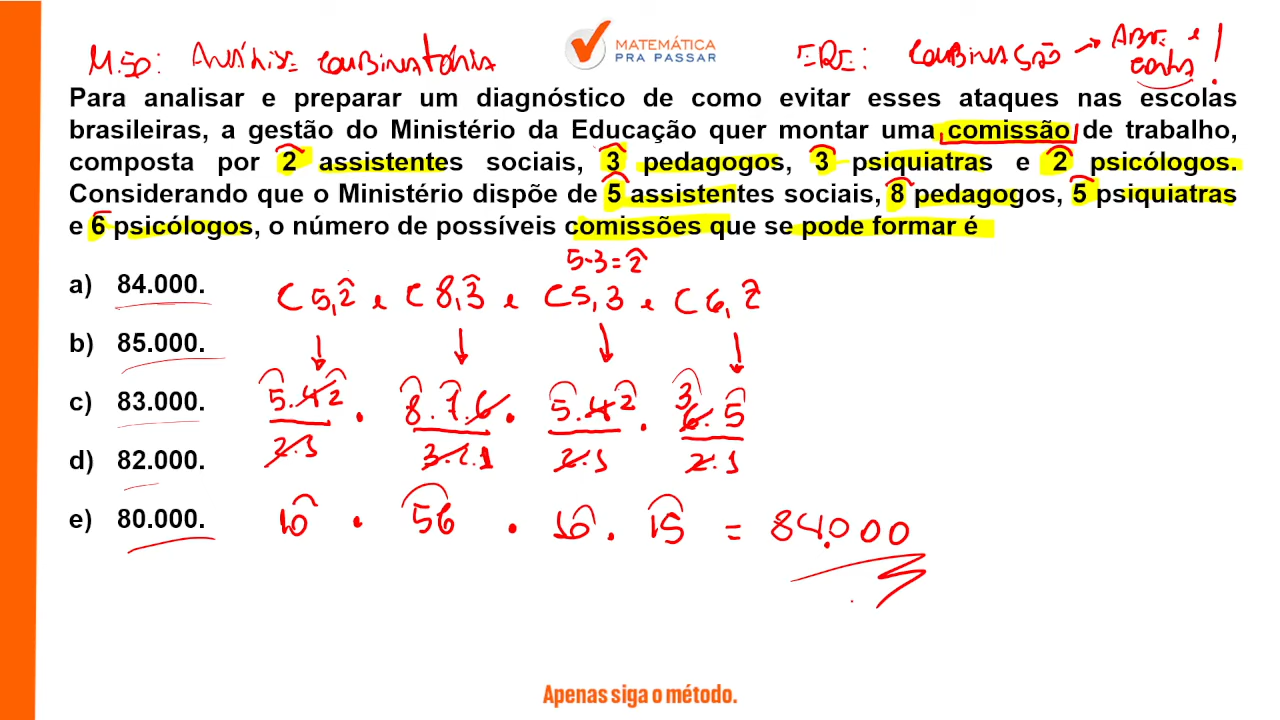 M.SD: ANÁLISE COMBINATÓRIA
MATEMÁTICA
PRA PASSAR
ERE: COMBINAÇÃO → ABRE e
CORTA!
Para analisar e preparar um diagnóstico de como evitar esses ataques nas escolas
brasileiras, a gestão do Ministério da Educação quer montar uma comissão de trabalho,
composta por 2 assistentes sociais, 3 pedagogos, 3 psiquiatras e 2 psicólogos.
Considerando que o Ministério dispõe de 5 assistentes sociais, 8 pedagogos, 5 psiquiatras
e 6 psicólogos, o número de possíveis comissões que se pode formar é
5-3=2
a) 84.000.
C5,2 e C8,3 e C5,3 e C6,2
b) 85.000.
c) 83.000.
5.4 2 . 8.7.6 . 5.4 2 . 3 6.5
2.1 3.2.1 2.1 2.1
d) 82.000.
e) 80.000.
10 . 56 . 10 . 15 = 84.000
Apenas siga o método.